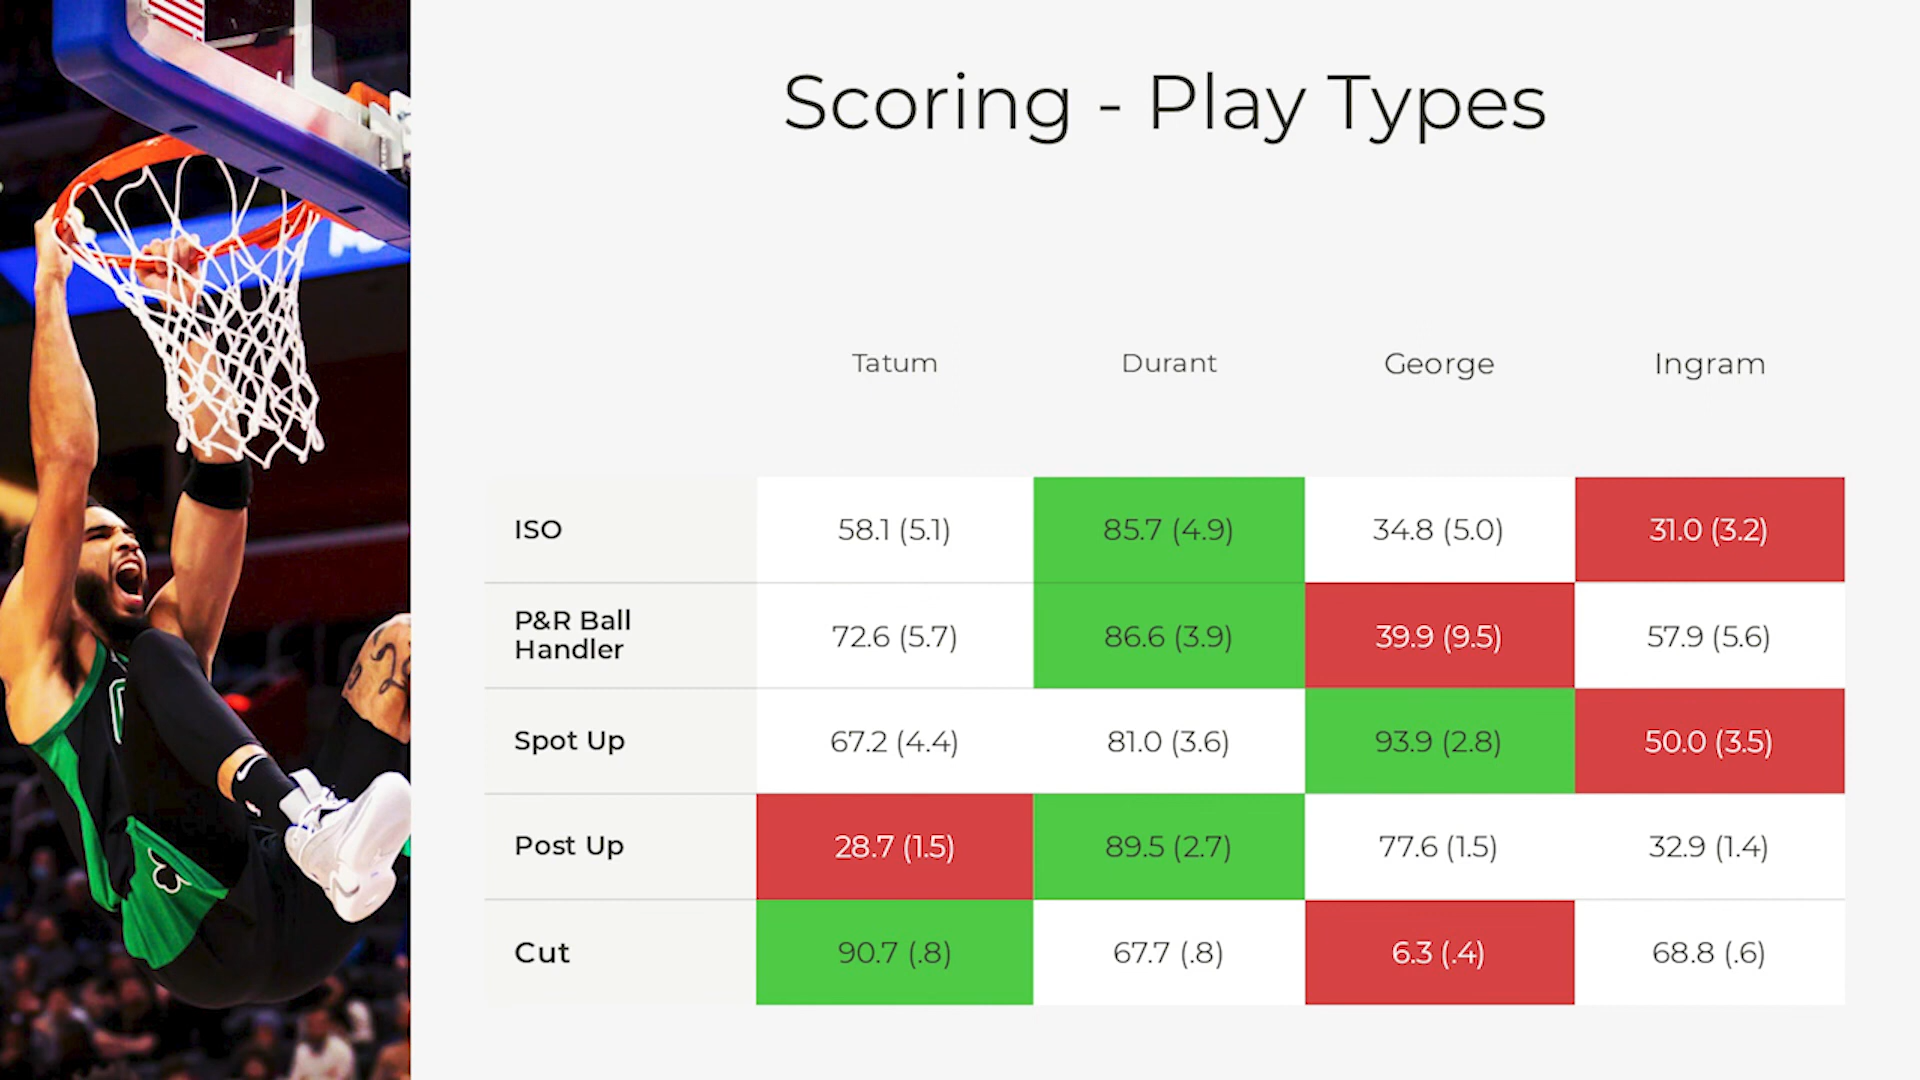 Scoring - Play Types
Tatum Durant George Ingram
ISO 58.1 (5.1) 85.7 (4.9) 34.8 (5.0) 31.0 (3.2)
P&R Ball
Handler 72.6 (5.7) 86.6 (3.9) 39.9 (9.5) 57.9 (5.6)
Spot Up 67.2 (4.4) 81.0 (3.6) 93.9 (2.8) 50.0 (3.5)
Post Up 28.7 (1.5) 89.5 (2.7) 77.6 (1.5) 32.9 (1.4)
Cut 90.7 (.8) 67.7 (.8) 6.3 (.4) 68.8 (.6)